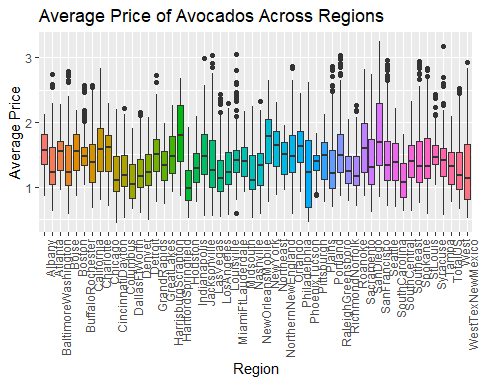 Average Price of Avocados Across Regions
Average Price
3
2
1
Albany
Atlanta
BaltimoreWashington
Boise
Boston
BuffaloRochester
California
Charlotte
Chicago
CincinnatiDayton
Columbus
DallasFtWorth
Denver
Detroit
GrandRapids
GreatLakes
HarrisburgScranton
HartfordSpringfield
Houston
Indianapolis
Jacksonville
LasVegas
LosAngeles
Louisville
MiamiFtLauderdale
Midsouth
Nashville
NewOrleansMobile
NewYork
Northeast
NorthernNewEngland
Orlando
Philadelphia
PhoenixTucson
Pittsburgh
Plains
Portland
RaleighGreensboro
RichmondNorfolk
Roanoke
Sacramento
SanDiego
SanFrancisco
Seattle
SouthCarolina
SouthCentral
Southeast
Spokane
StLouis
Syracuse
Tampa
TotalUS
West
WestTexNewMexico
Region